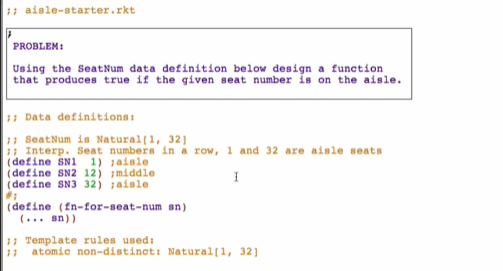 ;; aisle-starter.rkt
;
PROBLEM:
Using the SeatNum data definition below design a function
that produces true if the given seat number is on the aisle.
;; Data definitions:
;; SeatNum is Natural[1, 32]
;; Interp. Seat numbers in a row, 1 and 32 are aisle seats
(define SN1  1) ;aisle
(define SN2 12) ;middle
(define SN3 32) ;aisle
#;
(define (fn-for-seat-num sn)
  (... sn))
;; Template rules used:
;;  atomic non-distinct: Natural[1, 32]